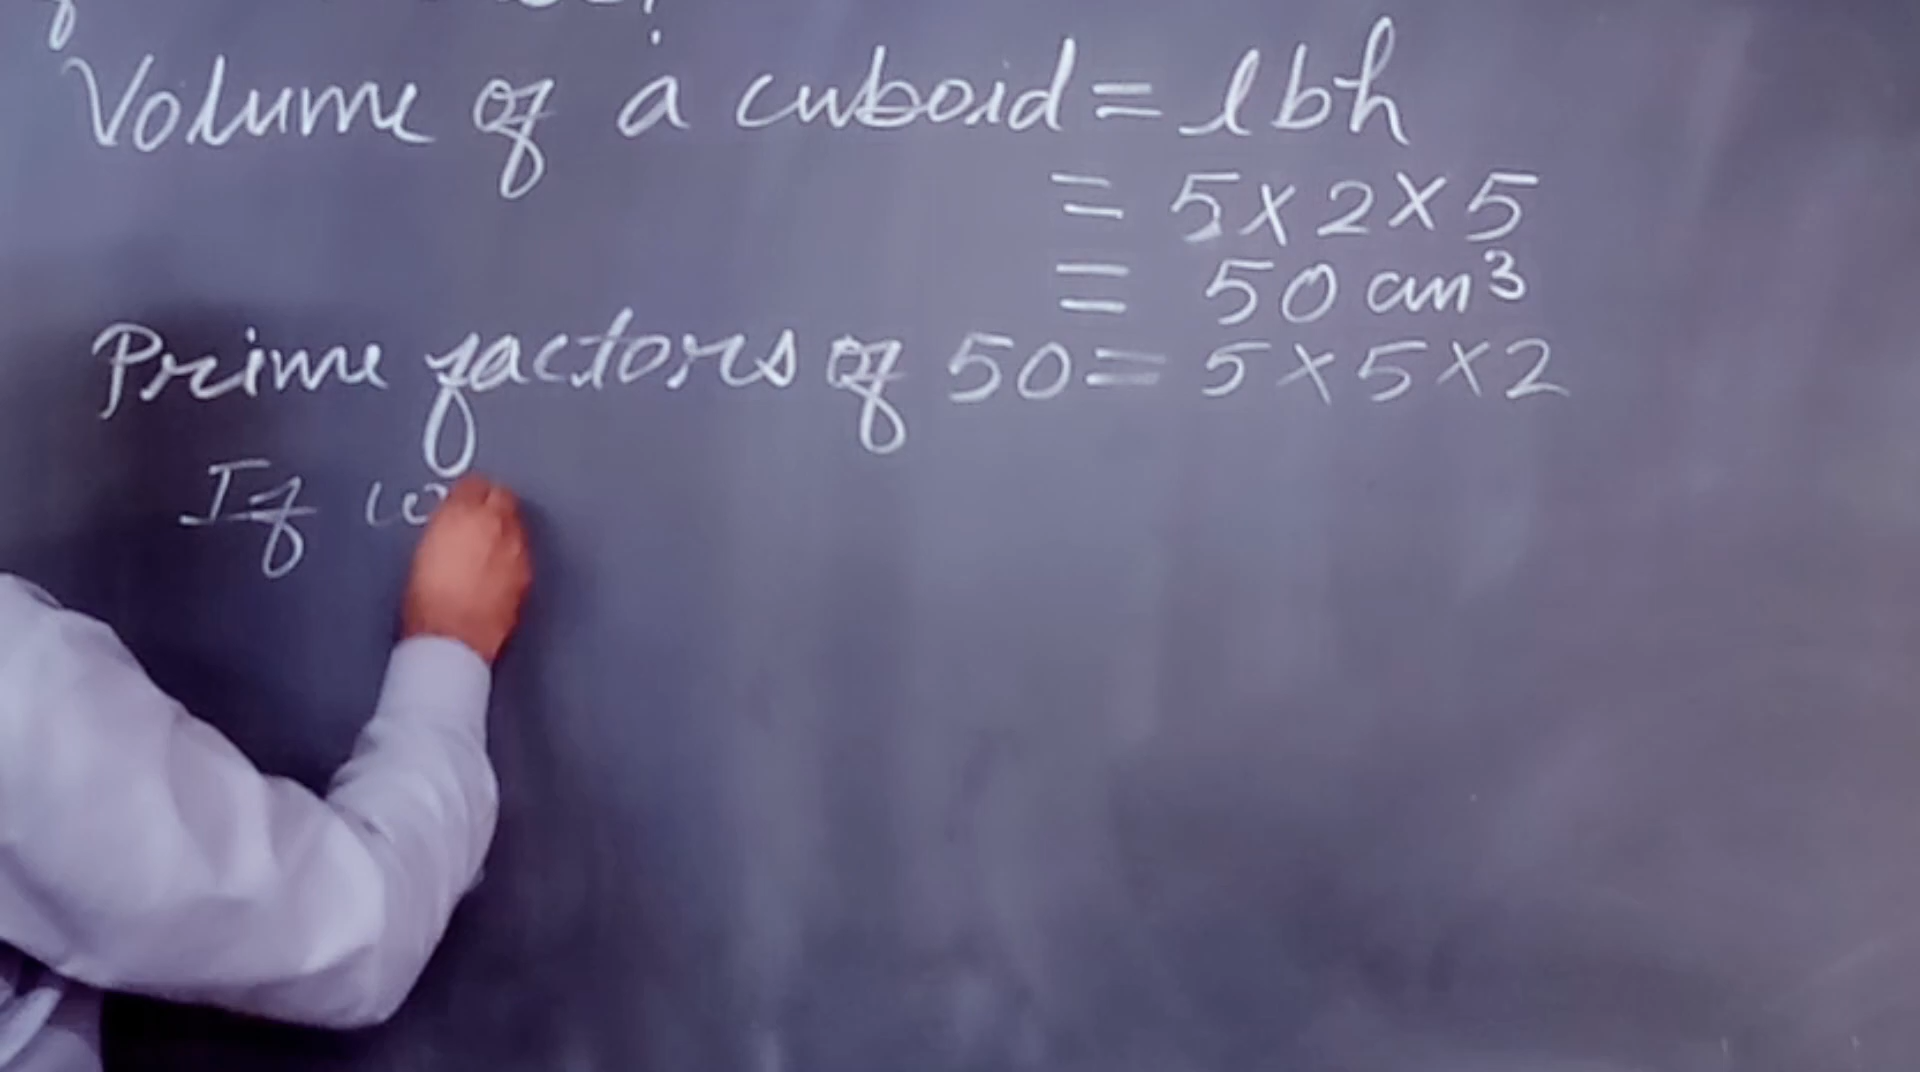 Volume of a cuboid = lbh
= 5 × 2 × 5
= 50 cm³
Prime factors of 50 = 5 × 5 × 2
If